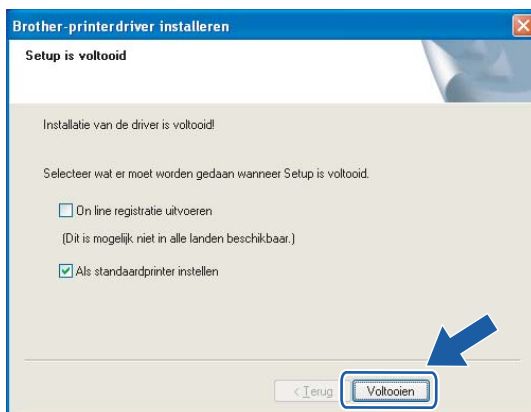 Brother-printerdriver installeren
Setup is voltooid
Installatie van de driver is voltooid!
Selecteer wat er moet worden gedaan wanneer Setup is voltooid.
On line registratie uitvoeren
(Dit is mogelijk niet in alle landen beschikbaar.)
Als standaardprinter instellen
< Terug
Voltooien